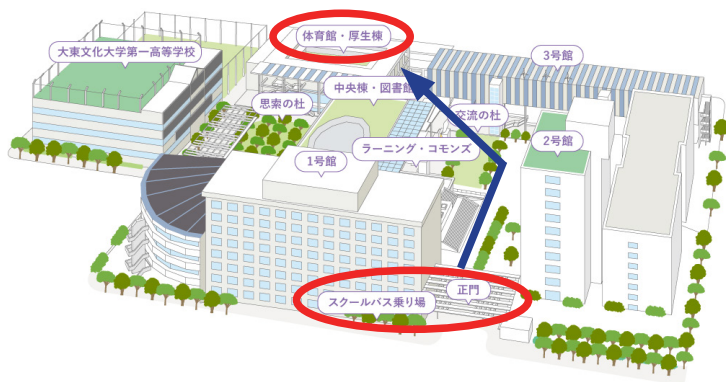 体育館・厚生棟
大東文化大学第一高等学校
3号館
中央棟・図書館
思索の杜
交流の杜
2号館
ラーニング・コモンズ
1号館
正門
スクールバス乗り場